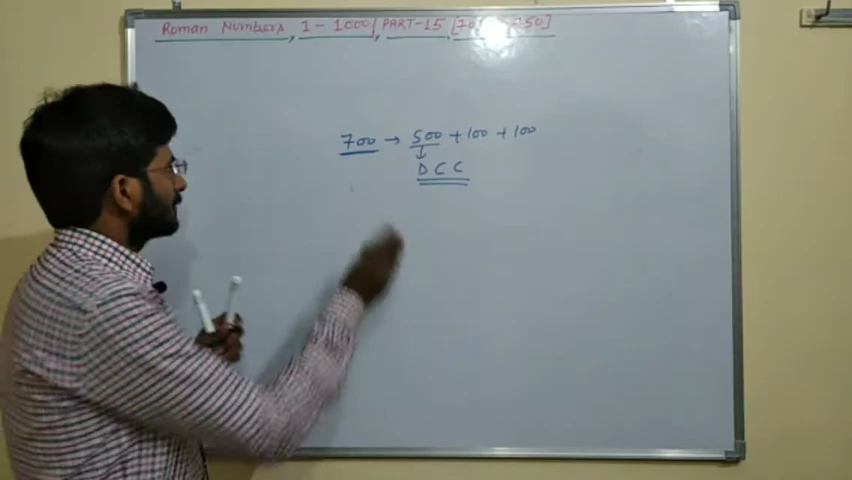 Roman Numbers, 1 - 1000, PART-15
700 → 500 + 100 + 100
↓
D C C